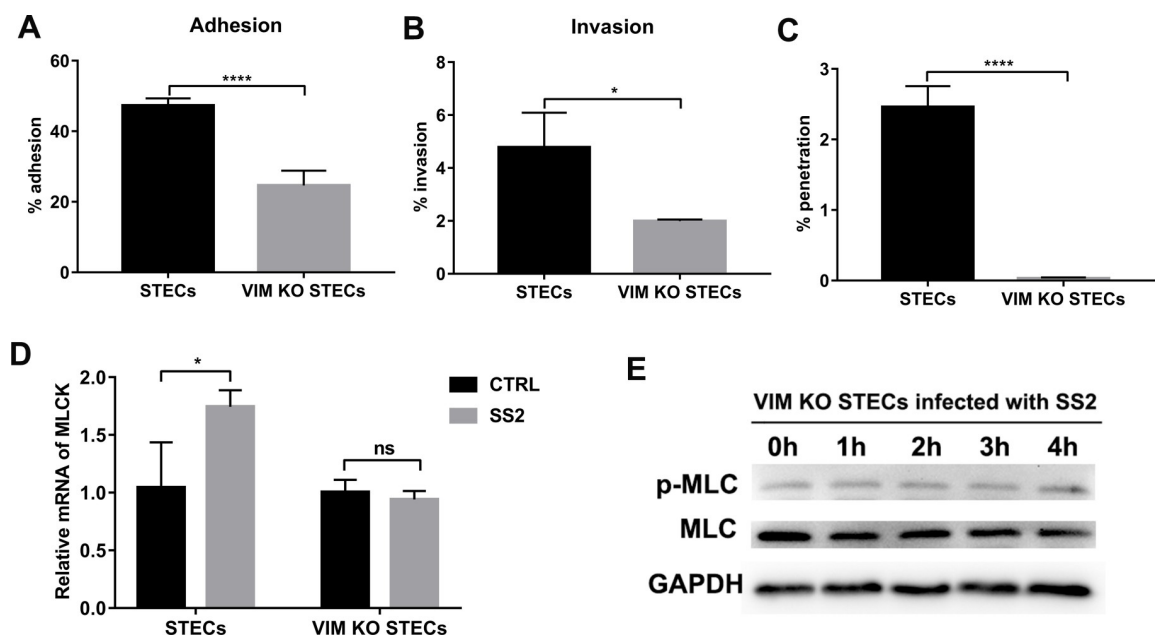 A
Adhesion
% adhesion
60
40
20
0
****
STECs
VIM KO STECs
B
Invasion
% invasion
8
6
4
2
0
*
STECs
VIM KO STECs
C
% penetration
3
2
1
0
****
STECs
VIM KO STECs
D
Relative mRNA of MLCK
2.0
1.5
1.0
0.5
0.0
*
ns
CTRL
SS2
STECs
VIM KO STECs
E
VIM KO STECs infected with SS2
0h 1h 2h 3h 4h
p-MLC
MLC
GAPDH